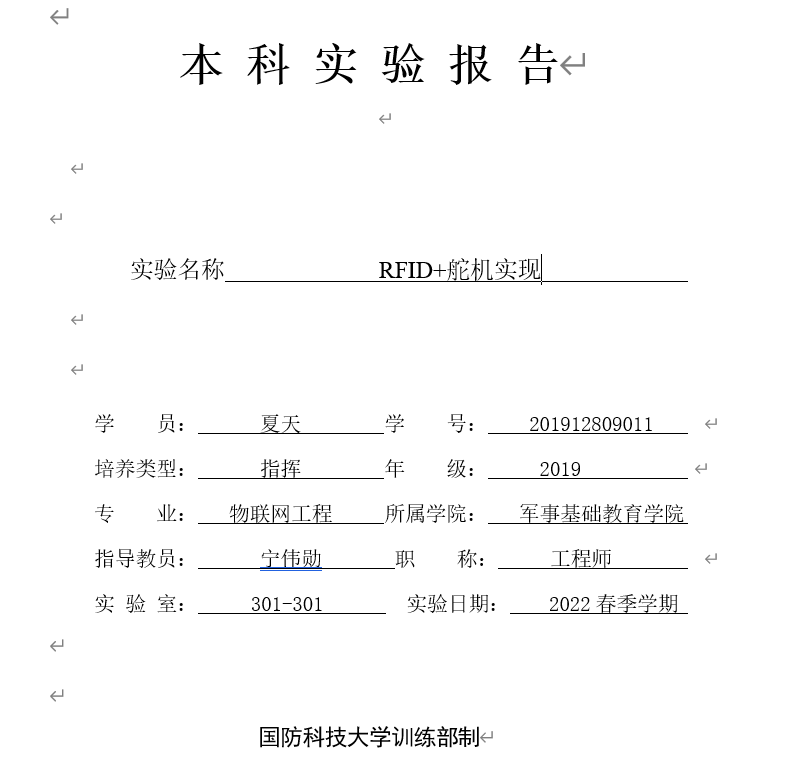 本 科 实 验 报 告
实验名称 RFID+舵机实现
学 员： 夏天 学 号： 201912809011
培养类型： 指挥 年 级： 2019
专 业： 物联网工程 所属学院： 军事基础教育学院
指导教员： 宁伟勋 职 称： 工程师
实 验 室： 301-301 实验日期： 2022 春季学期
国防科技大学训练部制